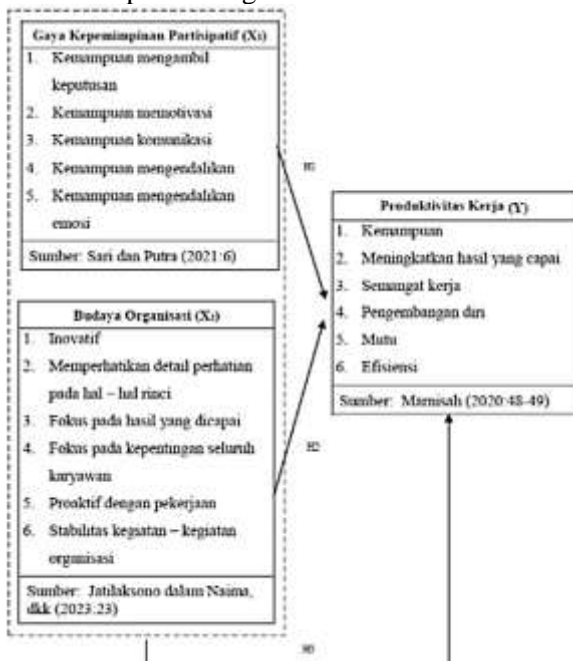 Gaya Kepemimpinan Partisipatif (X₁)
1. Kemampuan mengambil
keputusan
2. Kemampuan memotivasi
3. Kemampuan komunikasi
4. Kemampuan mengendalikan
5. Kemampuan mengendalikan
emosi
Sumber: Sari dan Putra (2021:6)
H1
Produktivitas Kerja (Y)
1. Kemampuan
2. Meningkatkan hasil yang capai
3. Semangat kerja
4. Pengembangan diri
5. Mutu
6. Efisiensi
Sumber: Marnisah (2020:48-49)
Budaya Organisasi (X₂)
1. Inovatif
2. Memperhatikan detail perhatian
pada hal – hal rinci
3. Fokus pada hasil yang dicapai
4. Fokus pada kepentingan seluruh
karyawan
5. Proaktif dengan pekerjaan
6. Stabilitas kegiatan – kegiatan
organisasi
Sumber: Jatilaksono dalam Naima,
dkk (2023:23)
H2
H3